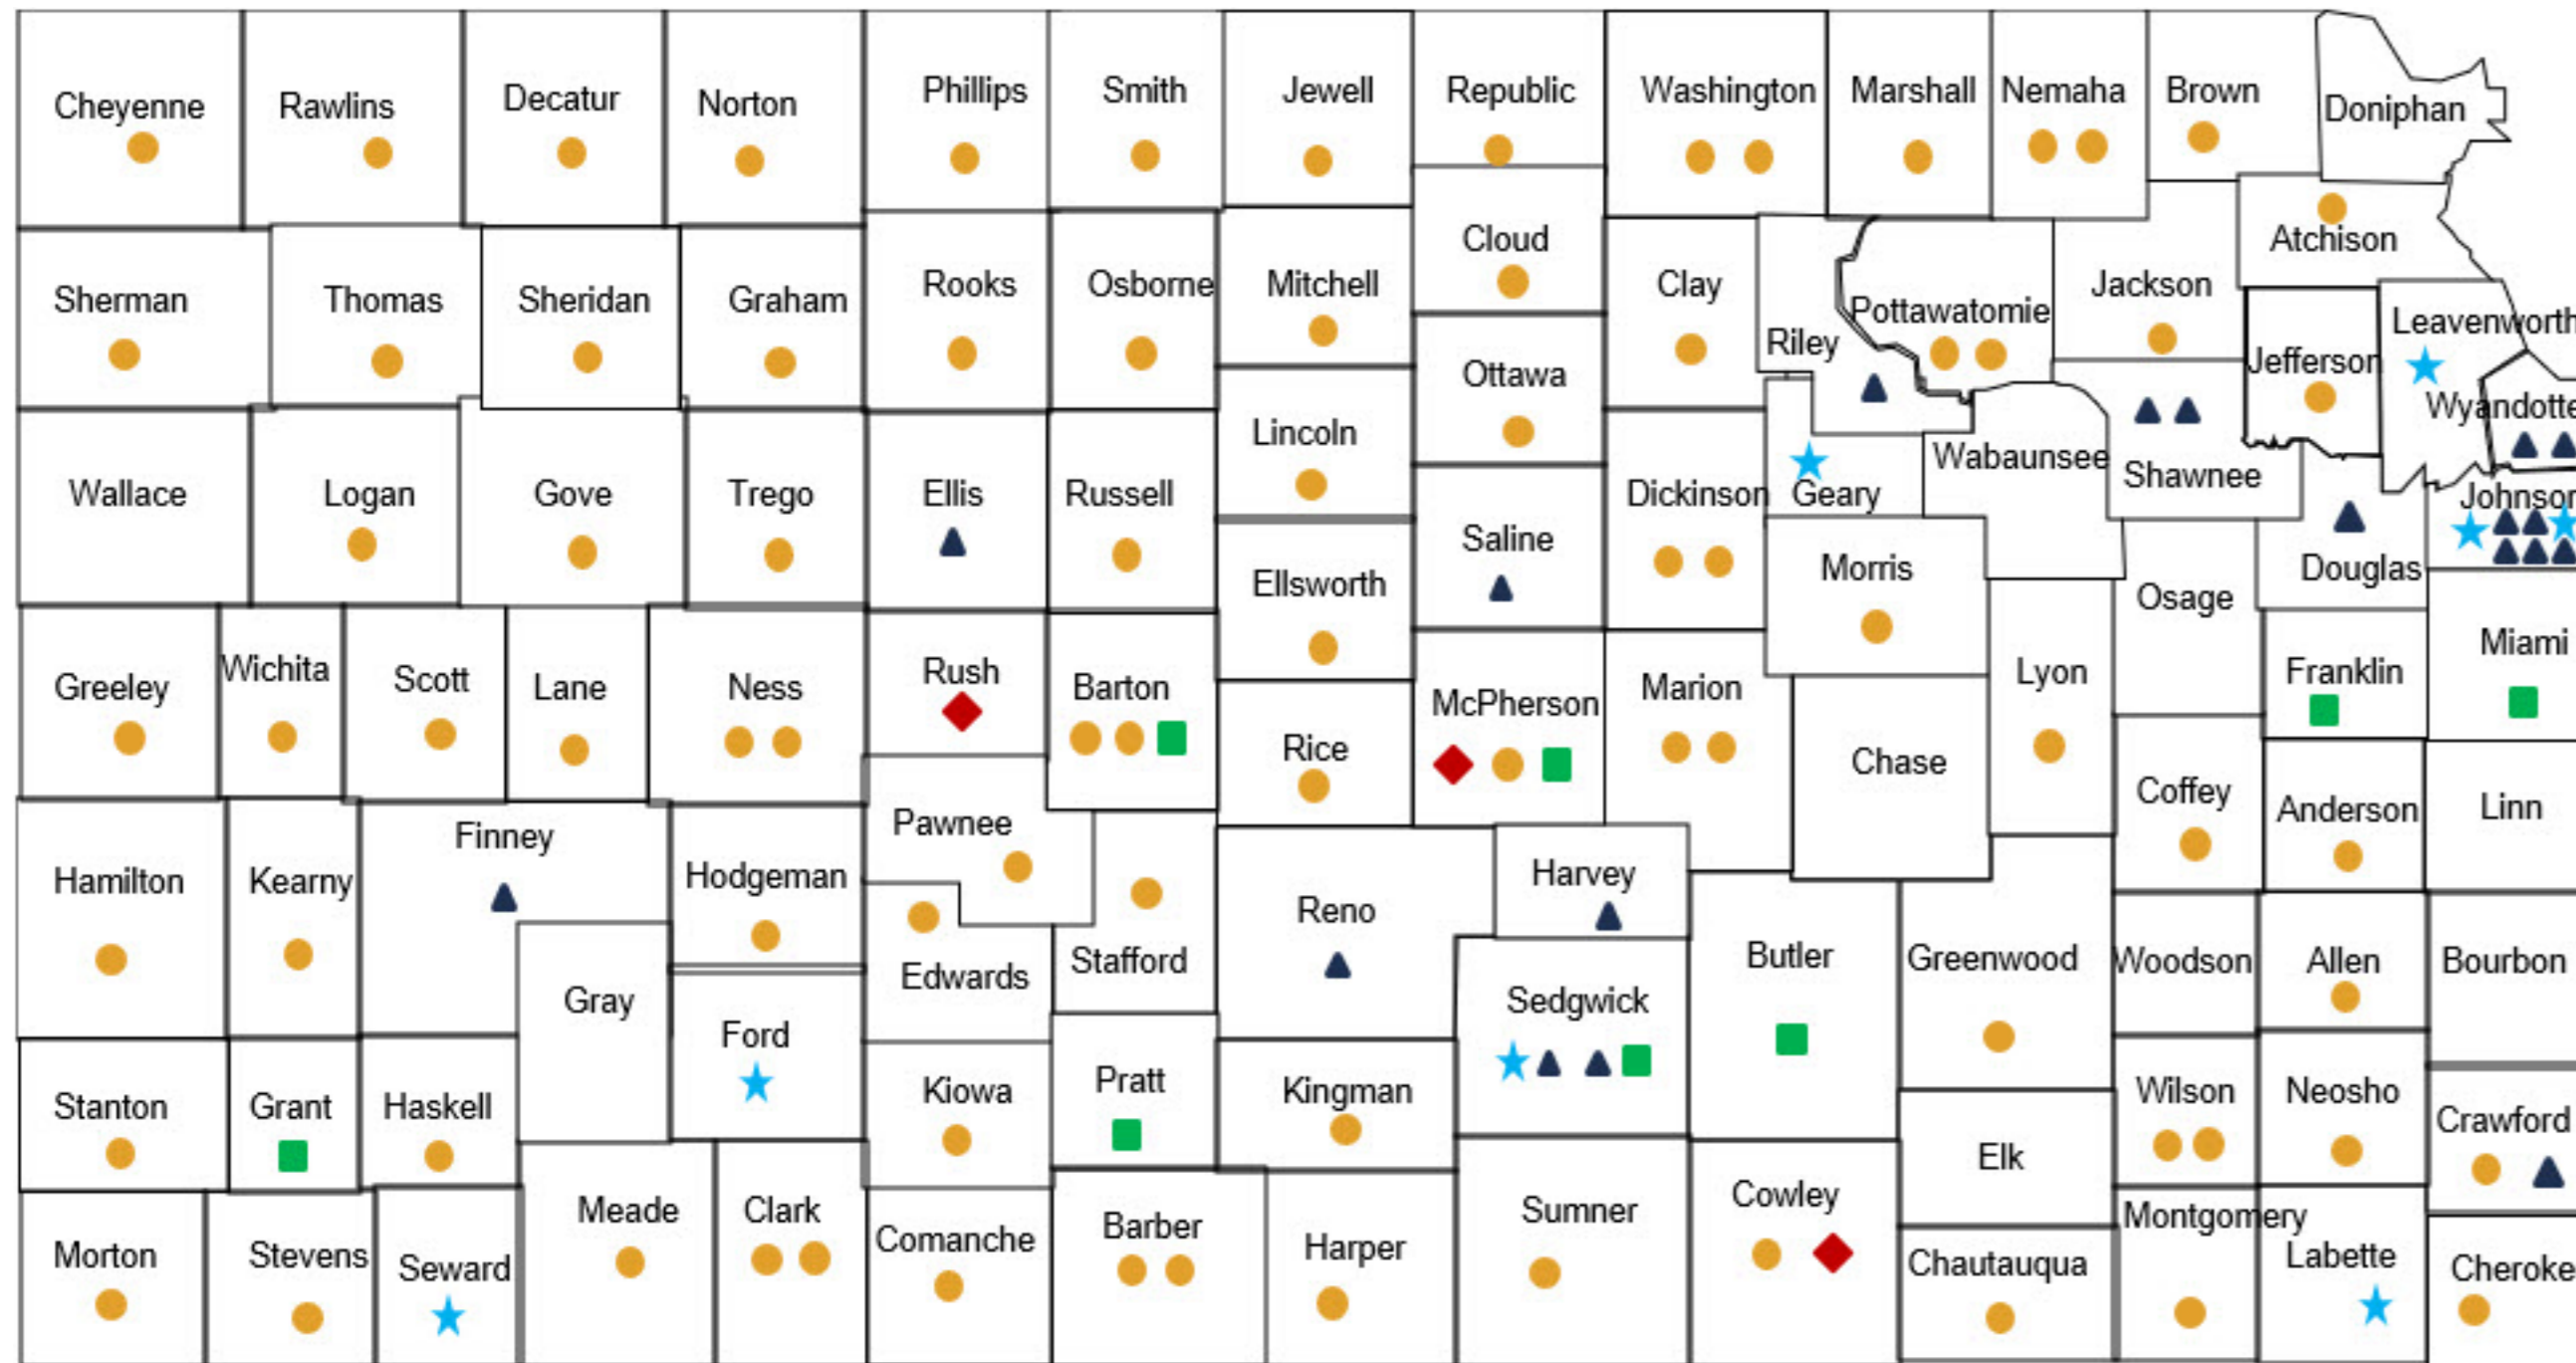 Cheyenne
Rawlins
Decatur
Norton
Phillips
Smith
Jewell
Republic
Washington
Marshall
Nemaha
Brown
Doniphan
Sherman
Thomas
Sheridan
Graham
Rooks
Osborne
Mitchell
Cloud
Clay
Riley
Pottawatomie
Jackson
Atchison
Jefferson
Leavenworth
Wyandotte
Ottawa
Lincoln
Wallace
Logan
Gove
Trego
Ellis
Russell
Ellsworth
Saline
Dickinson
Geary
Wabaunsee
Shawnee
Douglas
Johnson
Morris
Osage
Greeley
Wichita
Scott
Lane
Ness
Rush
Barton
Rice
McPherson
Marion
Chase
Lyon
Franklin
Miami
Coffey
Anderson
Linn
Hamilton
Kearny
Finney
Hodgeman
Pawnee
Edwards
Stafford
Reno
Harvey
Sedgwick
Butler
Greenwood
Woodson
Allen
Bourbon
Gray
Ford
Stanton
Grant
Haskell
Kiowa
Pratt
Kingman
Elk
Wilson
Neosho
Crawford
Morton
Stevens
Seward
Meade
Clark
Comanche
Barber
Harper
Sumner
Cowley
Chautauqua
Montgomery
Labette
Cheroke